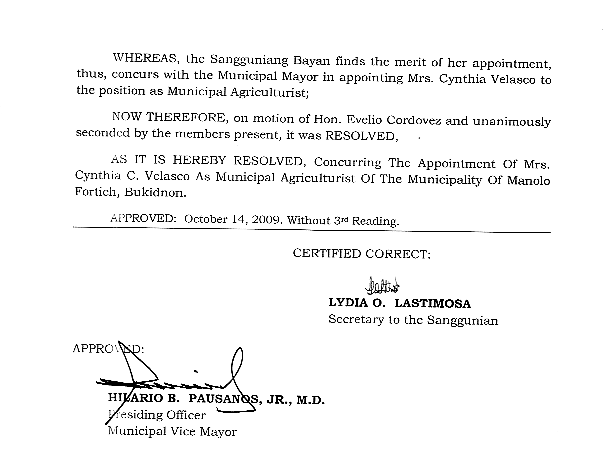 WHEREAS, the Sangguniang Bayan finds the merit of her appointment,
thus, concurs with the Municipal Mayor in appointing Mrs. Cynthia Velasco to
the position as Municipal Agriculturist;
NOW THEREFORE, on motion of Hon. Evelio Cordovez and unanimously
seconded by the members present, it was RESOLVED,
AS IT IS HEREBY RESOLVED, Concurring The Appointment Of Mrs.
Cynthia C. Velasco As Municipal Agriculturist Of The Municipality Of Manolo
Fortich, Bukidnon.
APPROVED: October 14, 2009. Without 3rd Reading.
CERTIFIED CORRECT:
LYDIA O. LASTIMOSA
Secretary to the Sanggunian
APPROVED:
HILARIO B. PAUSANOS, JR., M.D.
Presiding Officer
Municipal Vice Mayor